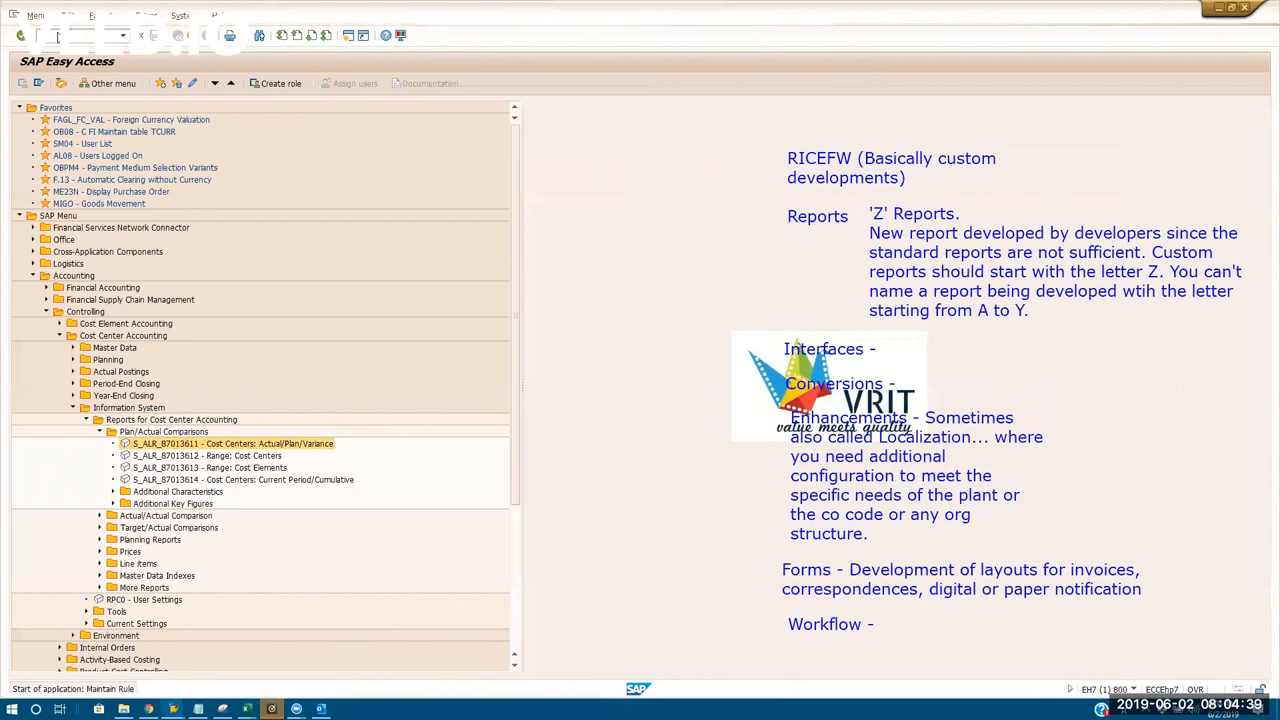 Menu
SAP Easy Access
Other menu
Create role
Assign users
Documentation
Favorites
FAGL_FC_VAL - Foreign Currency Valuation
OB08 - C FI Maintain table TCURR
SM04 - User List
AL08 - Users Logged On
OBPM4 - Payment Medium Selection Variants
F.13 - Automatic Clearing without Currency
ME23N - Display Purchase Order
MIGO - Goods Movement
SAP Menu
Financial Services Network Connector
Office
Cross-Application Components
Logistics
Accounting
Financial Accounting
Financial Supply Chain Management
Controlling
Cost Element Accounting
Cost Center Accounting
Master Data
Planning
Actual Postings
Period-End Closing
Year-End Closing
Information System
Reports for Cost Center Accounting
Plan/Actual Comparisons
S_ALR_87013611 - Cost Centers: Actual/Plan/Variance
S_ALR_87013612 - Range: Cost Centers
S_ALR_87013613 - Range: Cost Elements
S_ALR_87013614 - Cost Centers: Current Period/Cumulative
Additional Characteristics
Additional Key Figures
Actual/Actual Comparison
Target/Actual Comparisons
Planning Reports
Prices
Line items
Master Data Indexes
More Reports
RPC0 - User Settings
Tools
Current Settings
Environment
Internal Orders
Activity-Based Costing
Start of application: Maintain Rule
RICEFW (Basically custom
developments)
Reports
'Z' Reports.
New report developed by developers since the
standard reports are not sufficient. Custom
reports should start with the letter Z. You can't
name a report being developed wtih the letter
starting from A to Y.
Interfaces -
Conversions -
VRIT
value meets quality
Enhancements - Sometimes
also called Localization... where
you need additional
configuration to meet the
specific needs of the plant or
the co code or any org
structure.
Forms - Development of layouts for invoices,
correspondences, digital or paper notification
Workflow -
SAP
EH7 (1) 800
ECCEhp7
OVR
2019-06-02 08:04:39
6/2/2019